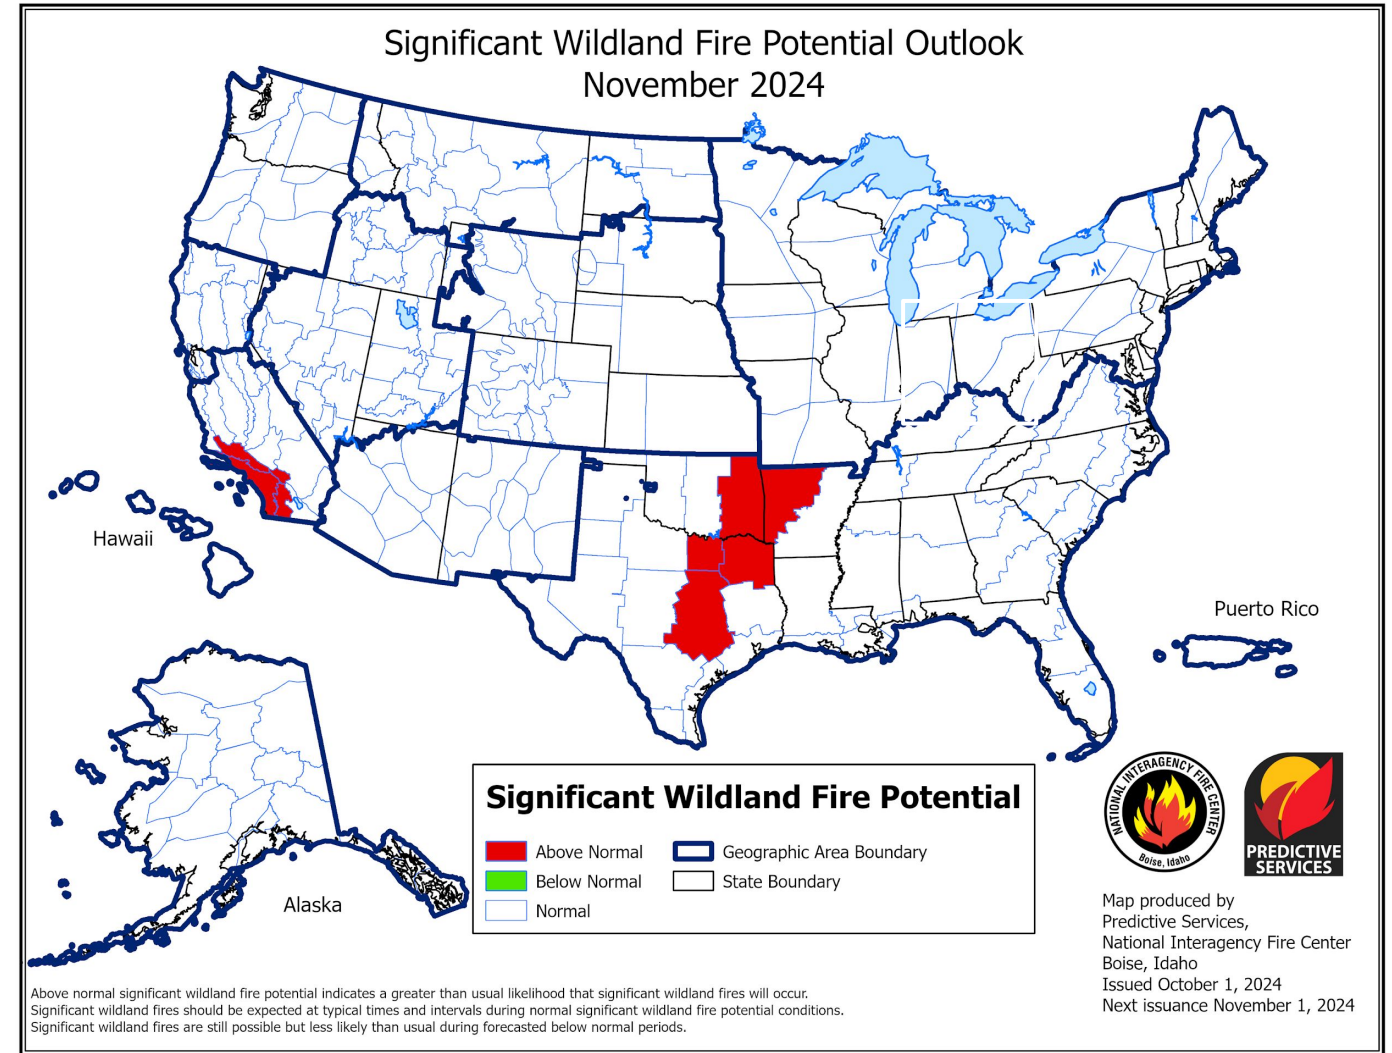 Significant Wildland Fire Potential Outlook
November 2024
Hawaii
Puerto Rico
Alaska
Significant Wildland Fire Potential
Above Normal
Geographic Area Boundary
Below Normal
State Boundary
Normal
NATIONAL INTERAGENCY FIRE CENTER
Boise, Idaho
PREDICTIVE
SERVICES
Map produced by
Predictive Services,
National Interagency Fire Center
Boise, Idaho
Issued October 1, 2024
Next issuance November 1, 2024
Above normal significant wildland fire potential indicates a greater than usual likelihood that significant wildland fires will occur.
Significant wildland fires should be expected at typical times and intervals during normal significant wildland fire potential conditions.
Significant wildland fires are still possible but less likely than usual during forecasted below normal periods.